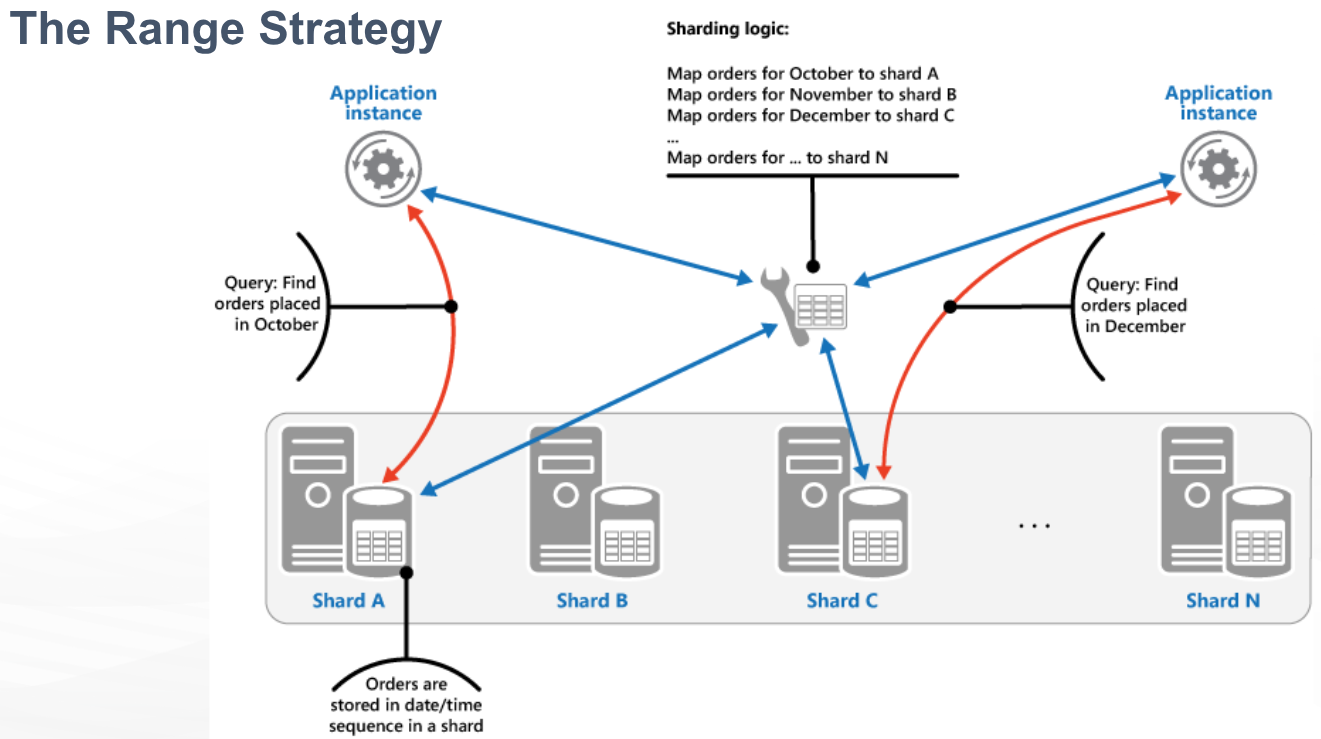 The Range Strategy
Sharding logic:
Map orders for October to shard A
Map orders for November to shard B
Map orders for December to shard C
...
Map orders for ... to shard N
Application
instance
Application
instance
Query: Find
orders placed
in October
Query: Find
orders placed
in December
...
Shard A
Shard B
Shard C
Shard N
Orders are
stored in date/time
sequence in a shard